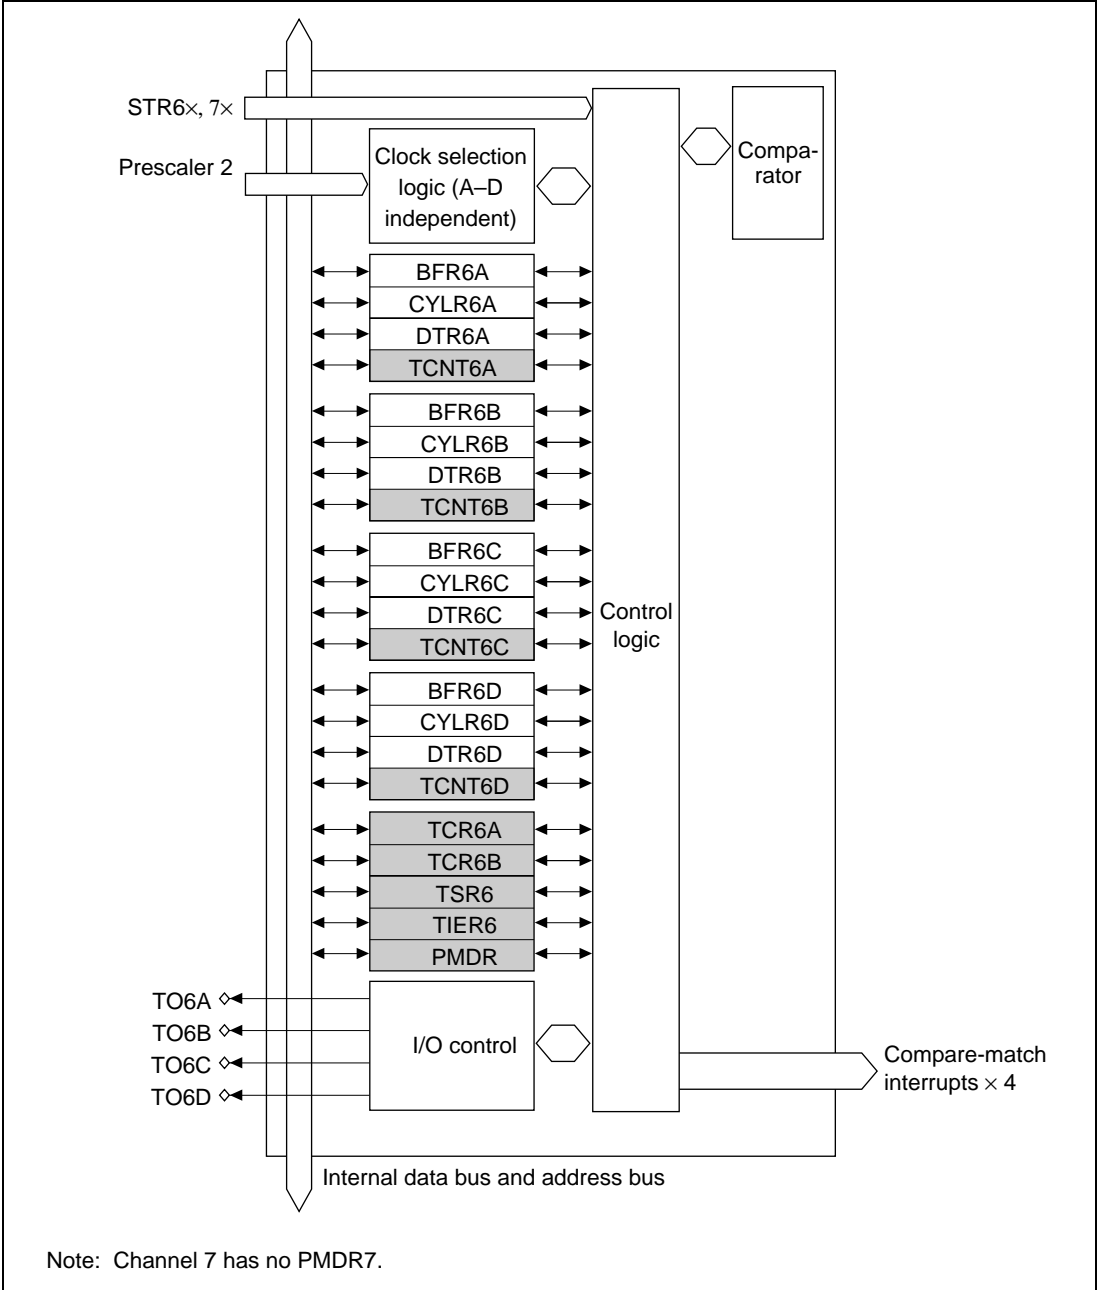 STR6×, 7×
Prescaler 2
Clock selection
logic (A–D
independent)
Compa-
rator
BFR6A
CYLR6A
DTR6A
TCNT6A
BFR6B
CYLR6B
DTR6B
TCNT6B
BFR6C
CYLR6C
DTR6C
TCNT6C
Control
logic
BFR6D
CYLR6D
DTR6D
TCNT6D
TCR6A
TCR6B
TSR6
TIER6
PMDR
TO6A
TO6B
TO6C
TO6D
I/O control
Compare-match
interrupts × 4
Internal data bus and address bus
Note: Channel 7 has no PMDR7.